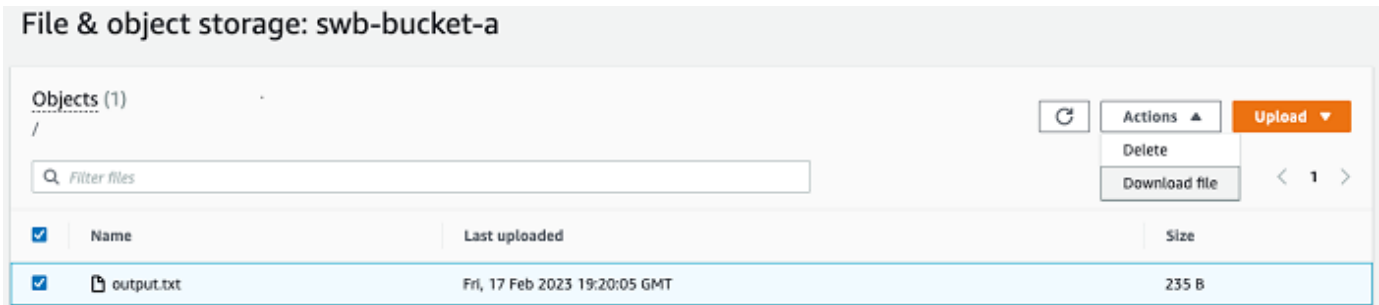 File & object storage: swb-bucket-a
Objects (1)
/
Actions ▲
Upload ▼
Delete
Download file
Filter files
< 1 >
Name Last uploaded Size
output.txt Fri, 17 Feb 2023 19:20:05 GMT 235 B